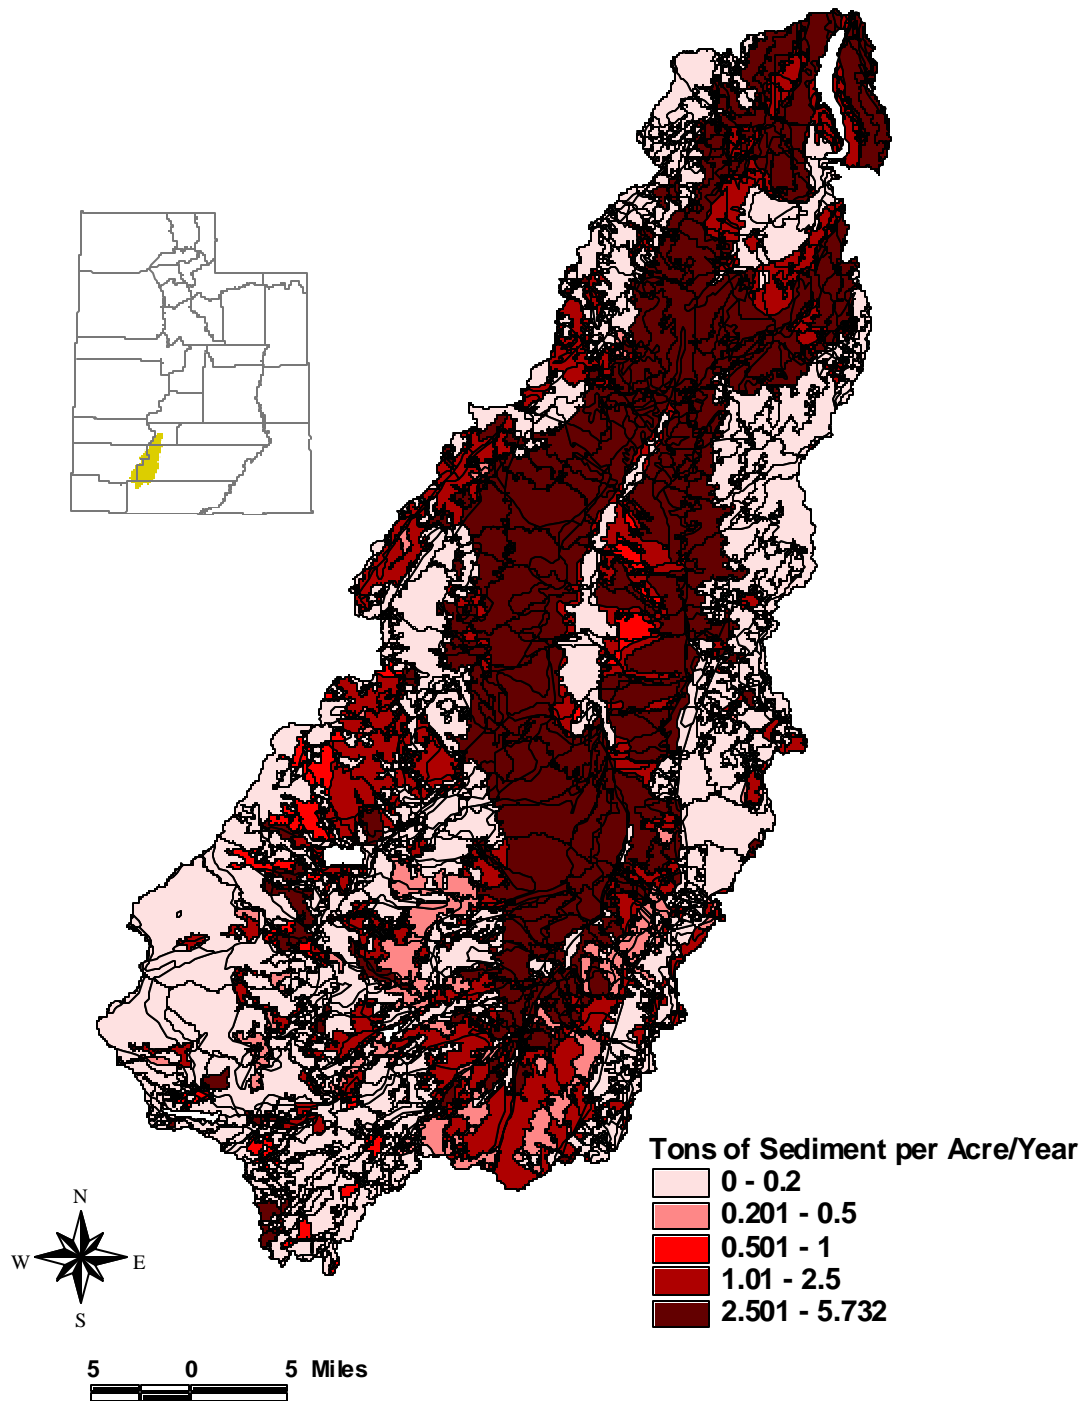 Tons of Sediment per Acre/Year
0 - 0.2
0.201 - 0.5
0.501 - 1
1.01 - 2.5
2.501 - 5.732
N
W E
S
5 0 5 Miles